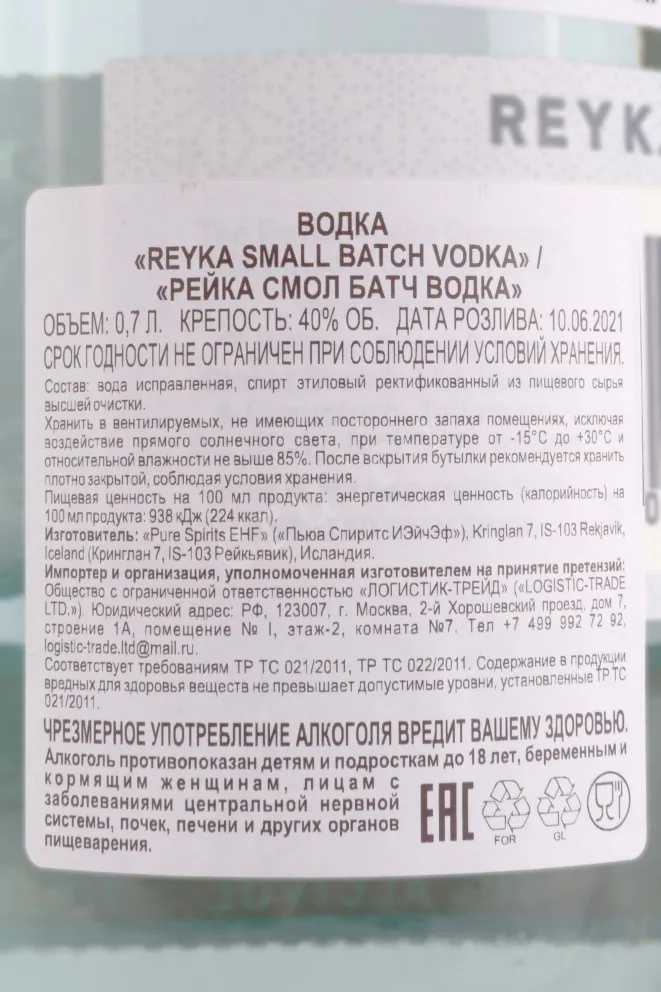 REYKA
ВОДКА
«REYKA SMALL BATCH VODKA» /
«РЕЙКА СМОЛ БАТЧ ВОДКА»
ОБЪЕМ: 0,7 Л. КРЕПОСТЬ: 40% ОБ. ДАТА РОЗЛИВА: 10.06.2021
СРОК ГОДНОСТИ НЕ ОГРАНИЧЕН ПРИ СОБЛЮДЕНИИ УСЛОВИЙ ХРАНЕНИЯ.
Состав: вода исправленная, спирт этиловый ректификованный из пищевого сырья
высшей очистки.
Хранить в вентилируемых, не имеющих постороннего запаха помещениях, исключая
воздействие прямого солнечного света, при температуре от -15°С до +30°С и
относительной влажности не выше 85%. После вскрытия бутылки рекомендуется хранить
плотно закрытой, соблюдая условия хранения.
Пищевая ценность на 100 мл продукта: энергетическая ценность (калорийность) на
100 мл продукта: 938 кДж (224 ккал).
Изготовитель: «Pure Spirits EHF» («Пьюа Спиритс ИЭйчЭф»), Kringlan 7, IS-103 Rekjavik,
Iceland (Кринглан 7, IS-103 Рейкьявик), Исландия.
Импортер и организация, уполномоченная изготовителем на принятие претензий:
Общество с ограниченной ответственностью «ЛОГИСТИК-ТРЕЙД» («LOGISTIC-TRADE
LTD.»). Юридический адрес: РФ, 123007, г. Москва, 2-й Хорошевский проезд, дом 7,
строение 1А, помещение № I, этаж-2, комната №7. Тел +7 499 992 72 92,
logistic-trade.ltd@mail.ru.
Соответствует требованиям ТР ТС 021/2011, ТР ТС 022/2011. Содержание в продукции
вредных для здоровья веществ не превышает допустимые уровни, установленные ТР ТС
021/2011.
ЧРЕЗМЕРНОЕ УПОТРЕБЛЕНИЕ АЛКОГОЛЯ ВРЕДИТ ВАШЕМУ ЗДОРОВЬЮ.
Алкоголь противопоказан детям и подросткам до 18 лет, беременным и
кормящим женщинам, лицам с
заболеваниями центральной нервной
системы, почек, печени и других органов
пищеварения.
EAC
FOR
GL